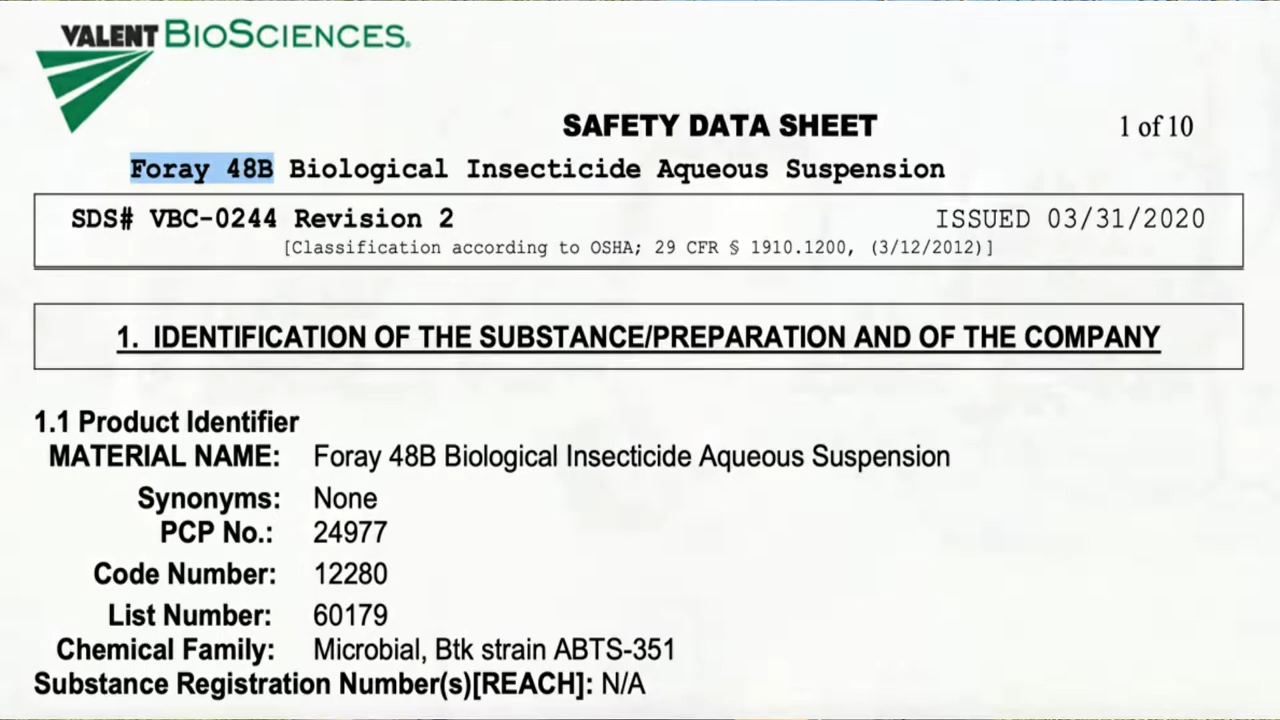 VALENT BIOSCIENCES®
SAFETY DATA SHEET 1 of 10
Foray 48B Biological Insecticide Aqueous Suspension
SDS# VBC-0244 Revision 2 ISSUED 03/31/2020
[Classification according to OSHA; 29 CFR § 1910.1200, (3/12/2012)]
1. IDENTIFICATION OF THE SUBSTANCE/PREPARATION AND OF THE COMPANY
1.1 Product Identifier
MATERIAL NAME: Foray 48B Biological Insecticide Aqueous Suspension
Synonyms: None
PCP No.: 24977
Code Number: 12280
List Number: 60179
Chemical Family: Microbial, Btk strain ABTS-351
Substance Registration Number(s)[REACH]: N/A